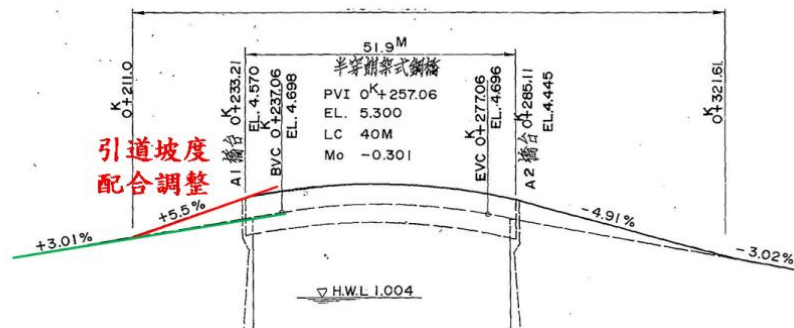 51.9M
半穿崩架式鋼橋
PVI 0K+257.06
EL. 5.300
LC 40M
Mo -0.301
0K+211.0
A1 橋台 0K+233.21
EL. 4.570
BVC 0K+237.06
EL. 4.698
EVC 0K+277.06
EL. 4.696
A2 橋台 0K+285.11
EL. 4.445
0K+321.61
引道坡度
配合調整
+3.01%
+5.5%
-4.91%
-3.02%
H.W.L 1.004